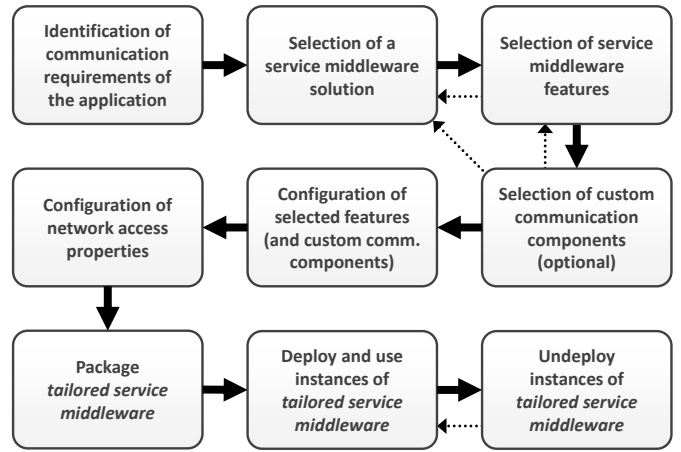 Identification of
communication
requirements of
the application
Selection of a
service middleware
solution
Selection of service
middleware
features
Configuration of
network access
properties
Configuration of
selected features
(and custom comm.
components)
Selection of custom
communication
components
(optional)
Package
tailored service
middleware
Deploy and use
instances of
tailored service
middleware
Undeploy
instances of
tailored service
middleware